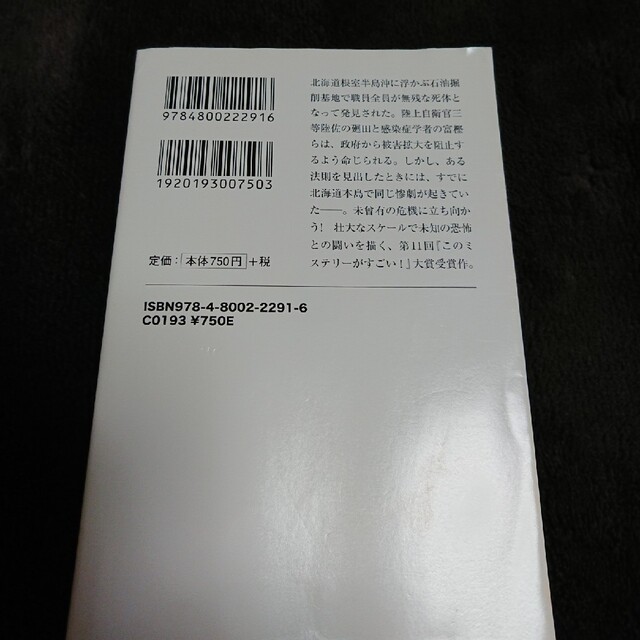 9784800222916
1920193007503
定価:本体750円+税
北海道根室半島沖に浮かぶ石油掘
削基地で職員全員が無残な死体と
なって発見された。陸上自衛官三
等陸佐の廻田と感染症学者の富樫
らは、政府から被害拡大を阻止す
るよう命じられる。しかし、ある
法則を見出したときには、すでに
北海道本島で同じ惨劇が起きてい
た――。未曾有の危機に立ち向か
う! 壮大なスケールで未知の恐怖
との闘いを描く、第11回『このミ
ステリーがすごい!』大賞受賞作。
ISBN978-4-8002-2291-6
C0193 ¥750E